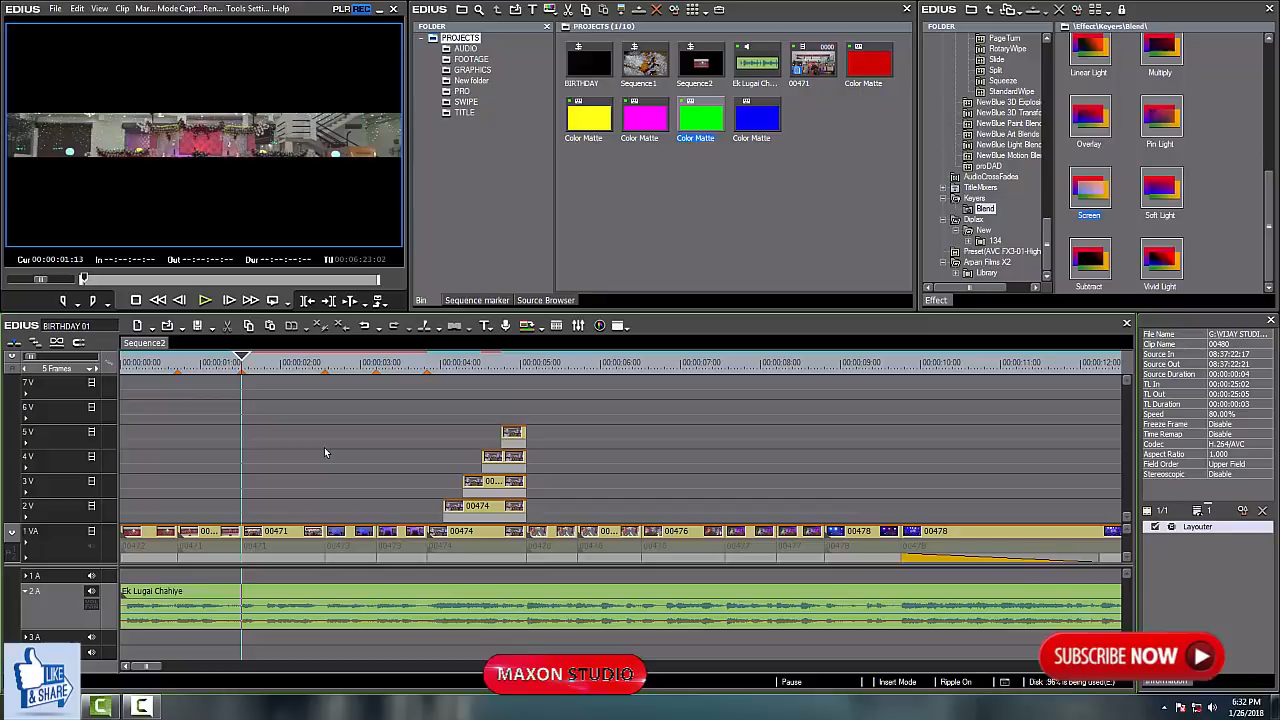 EDIUS File Edit View Clip Mar... Mode Capt... Ren... Tools Setti... Help PLR REC
Cur 00:00:01:13 In --:--:--:-- Out --:--:--:-- Ttl 00:06:23:02
FOLDER
PROJECTS
AUDIO
FOOTAGE
GRAPHICS
New folder
PRO
SWIPE
TITLE
PROJECTS (1/10)
0000
BIRTHDAY Sequence1 Sequence2 Ek Lugai Ch... 00471 Color Matte
Color Matte Color Matte Color Matte Color Matte
Bin Sequence marker Source Browser
FOLDER
PageTurn
RotaryWipe
Slide
Split
Squeeze
StandardWipe
NewBlue 3D Explosi
NewBlue 3D Transf
NewBlue Paint Blend
NewBlue Art Blends
NewBlue Light Blend
NewBlue Motion Ble
proDAD
AudioCrossFades
TitleMixers
Keyers
Blend
Diplax
New
134
Preset(AVC FX3-01-High
Arpan Films X2
Library
\Effect\Keyers\Blend\
Linear Light Multiply
Overlay Pin Light
Screen Soft Light
Subtract Vivid Light
Effect
EDIUS BIRTHDAY 01
Sequence2
5 Frames
00:00:00:00 00:00:01:00 00:00:02:00 00:00:03:00 00:00:04:00 00:00:05:00 00:00:06:00 00:00:07:00 00:00:08:00 00:00:09:00 00:00:10:00 00:00:11:00 00:00:12:00
7 V
6 V
5 V
4 V
3 V 00...
2 V 00474
1 VA 00... 00471 00474 00... 00476 00478 00478
1 A
2 A Ek Lugai Chahiye
3 A
File Name G:\VIJAY STUDI...
Clip Name 00480
Source In 08:37:22:17
Source Out 08:37:22:21
Source Duration 00:00:00:04
TL In 00:00:25:02
TL Out 00:00:25:05
TL Duration 00:00:00:03
Speed 80.00%
Freeze Frame Disable
Time Remap Disable
Codec H.264/AVC
Aspect Ratio 1.000
Field Order Upper Field
1/1
Layouter
Information
Pause Insert Mode Ripple On
LIKE & SHARE
MAXON STUDIO
SUBSCRIBE NOW
6:32 PM
1/26/2018